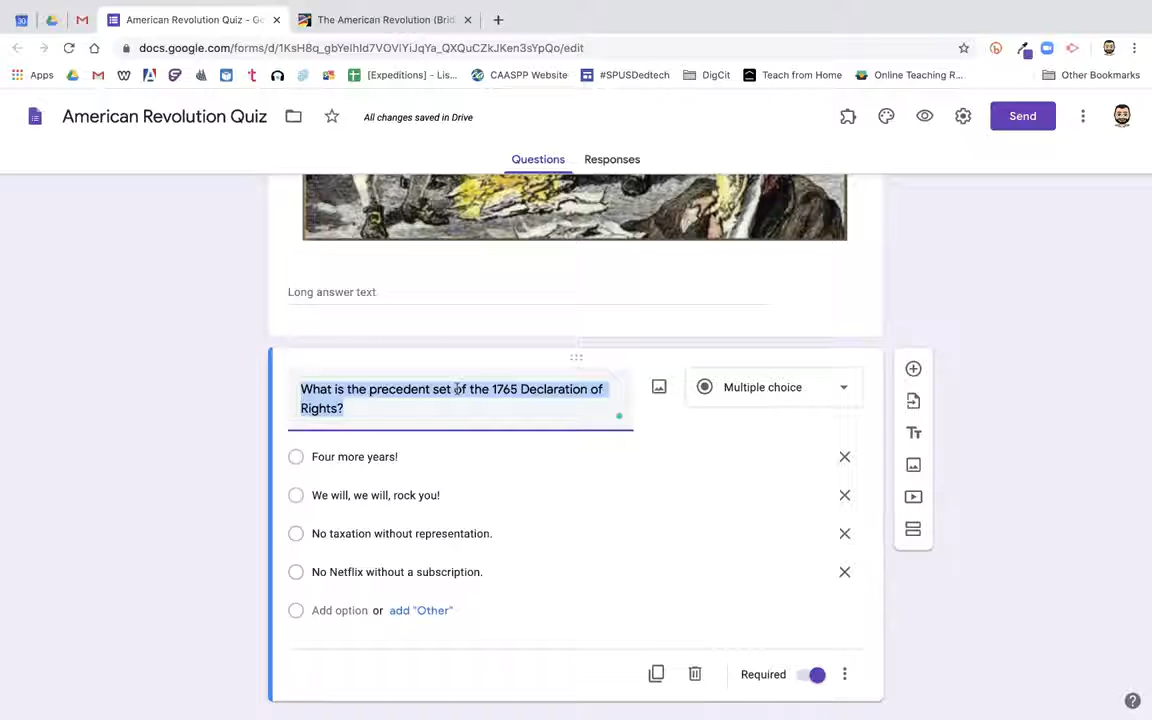 American Revolution Quiz - Go
The American Revolution (Brid
docs.google.com/forms/d/1KsH8q_gbYelhId7VOVlYiJqYa_QXQuCZkJKen3sYpQo/edit
Apps
[Expeditions] - Lis...
CAASPP Website
#SPUSDedtech
DigCit
Teach from Home
Online Teaching R...
Other Bookmarks
American Revolution Quiz
All changes saved in Drive
Send
Questions
Responses
Long answer text
What is the precedent set of the 1765 Declaration of
Rights?
Multiple choice
Four more years!
We will, we will, rock you!
No taxation without representation.
No Netflix without a subscription.
Add option or add "Other"
Required